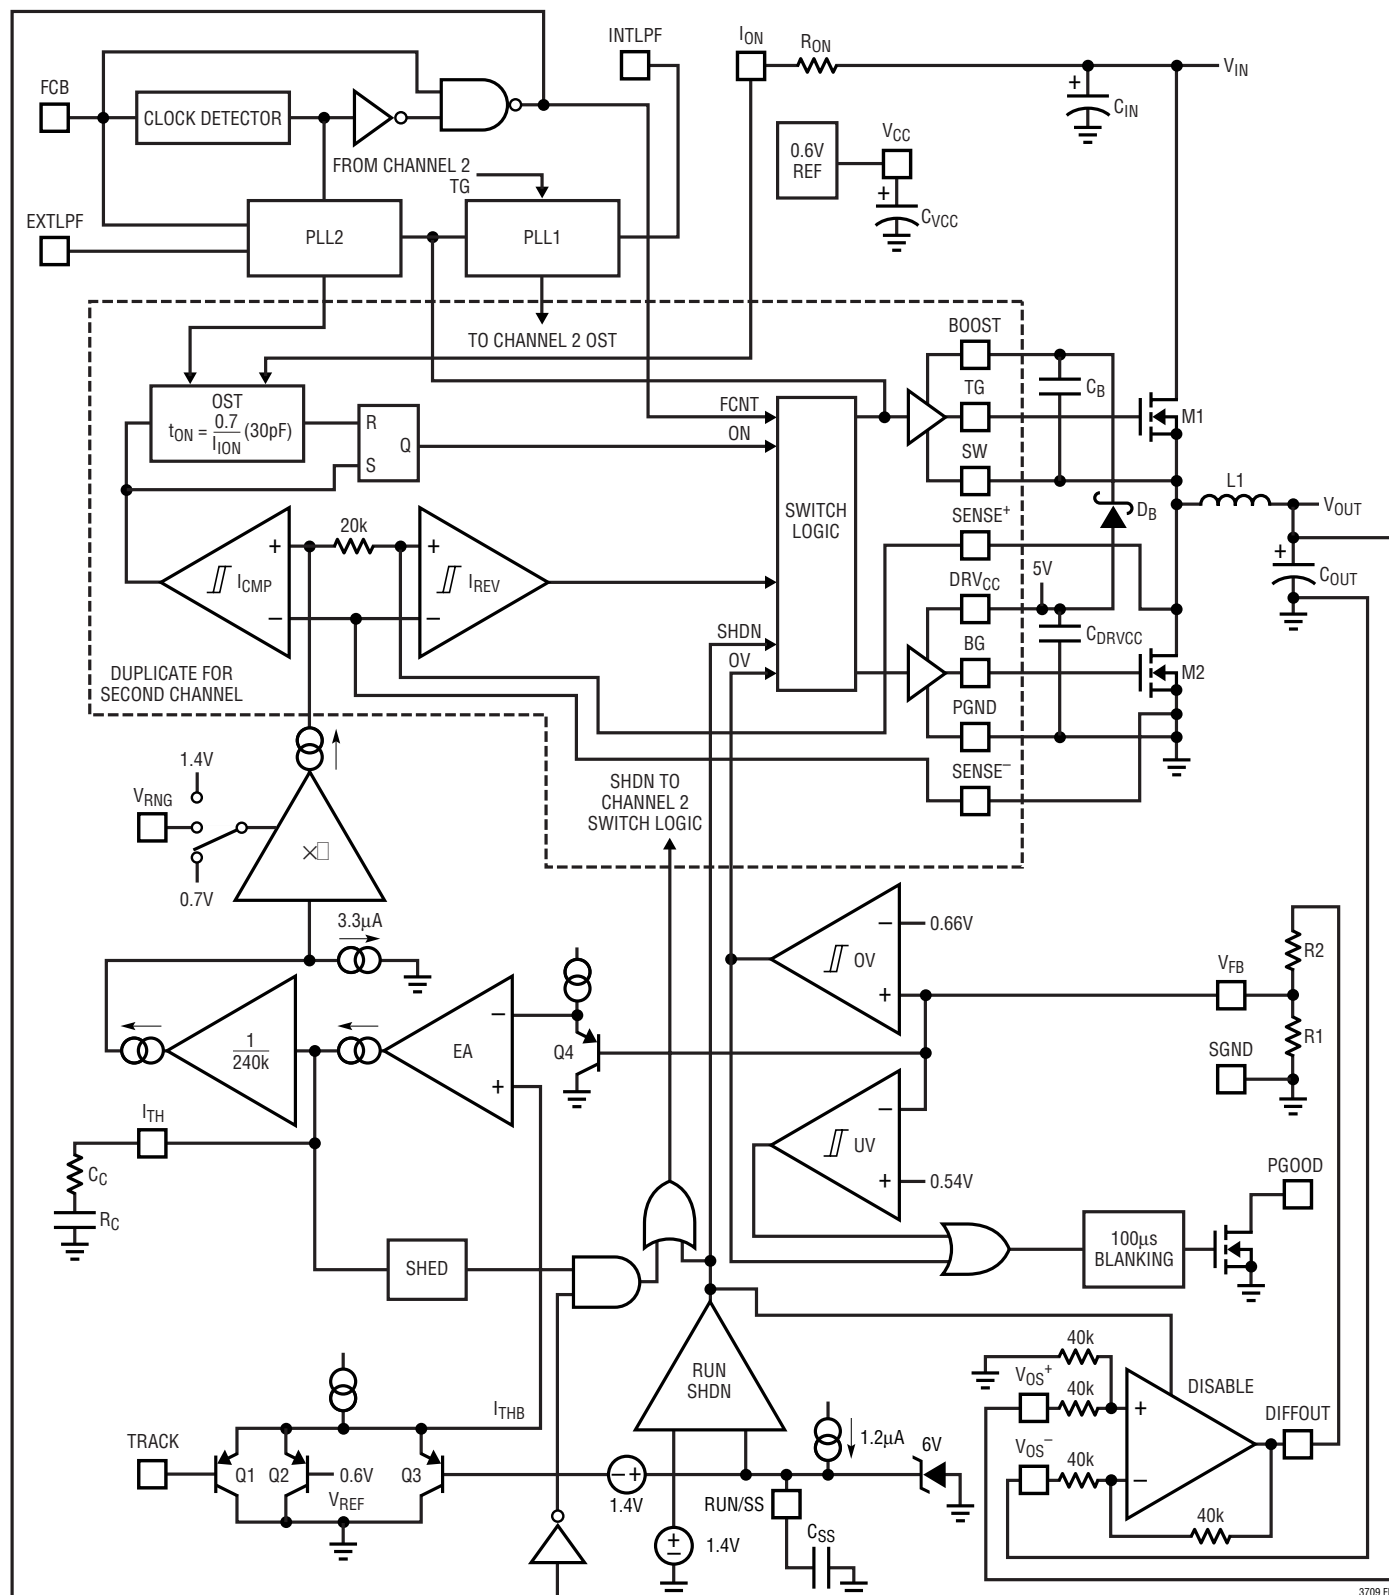 INTLPF
ION
RON
VIN
FCB
CLOCK DETECTOR
+
CIN
VCC
0.6V
REF
FROM CHANNEL 2
TG
+
CVCC
EXTLPF
PLL2
PLL1
TO CHANNEL 2 OST
BOOST
OST
tON = 0.7
IION
(30pF)
R
S
Q
FCNT
ON
TG
CB
M1
SW
SWITCH
LOGIC
SENSE+
L1
VOUT
DB
+
COUT
20k
+
ICMP
–
+
IREV
–
5V
DRVCC
SHDN
OV
BG
CDRVCC
M2
DUPLICATE FOR
SECOND CHANNEL
PGND
SENSE–
1.4V
VRNG
0.7V
×
SHDN TO
CHANNEL 2
SWITCH LOGIC
3.3µA
–
0.66V
OV
+
VFB
R2
R1
SGND
1
240k
EA
–
+
Q4
ITH
CC
RC
–
UV
+
0.54V
PGOOD
100µs
BLANKING
SHED
RUN
SHDN
40k
VOS+
40k
+
DISABLE
DIFFOUT
VOS–
40k
–
40k
ITHB
TRACK
Q1
Q2
0.6V
VREF
Q3
– +
1.4V
1.2µA
6V
RUN/SS
CSS
+
–
1.4V